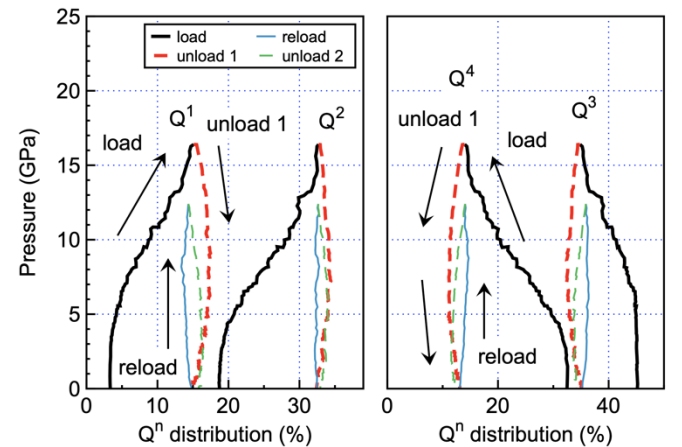 25
20
15
10
5
0
Pressure (GPa)
load
reload
unload 1
unload 2
Q¹
unload 1
Q²
load
reload
0
10
20
30
Qⁿ distribution (%)
Q⁴
Q³
unload 1
load
reload
0
20
40
Qⁿ distribution (%)